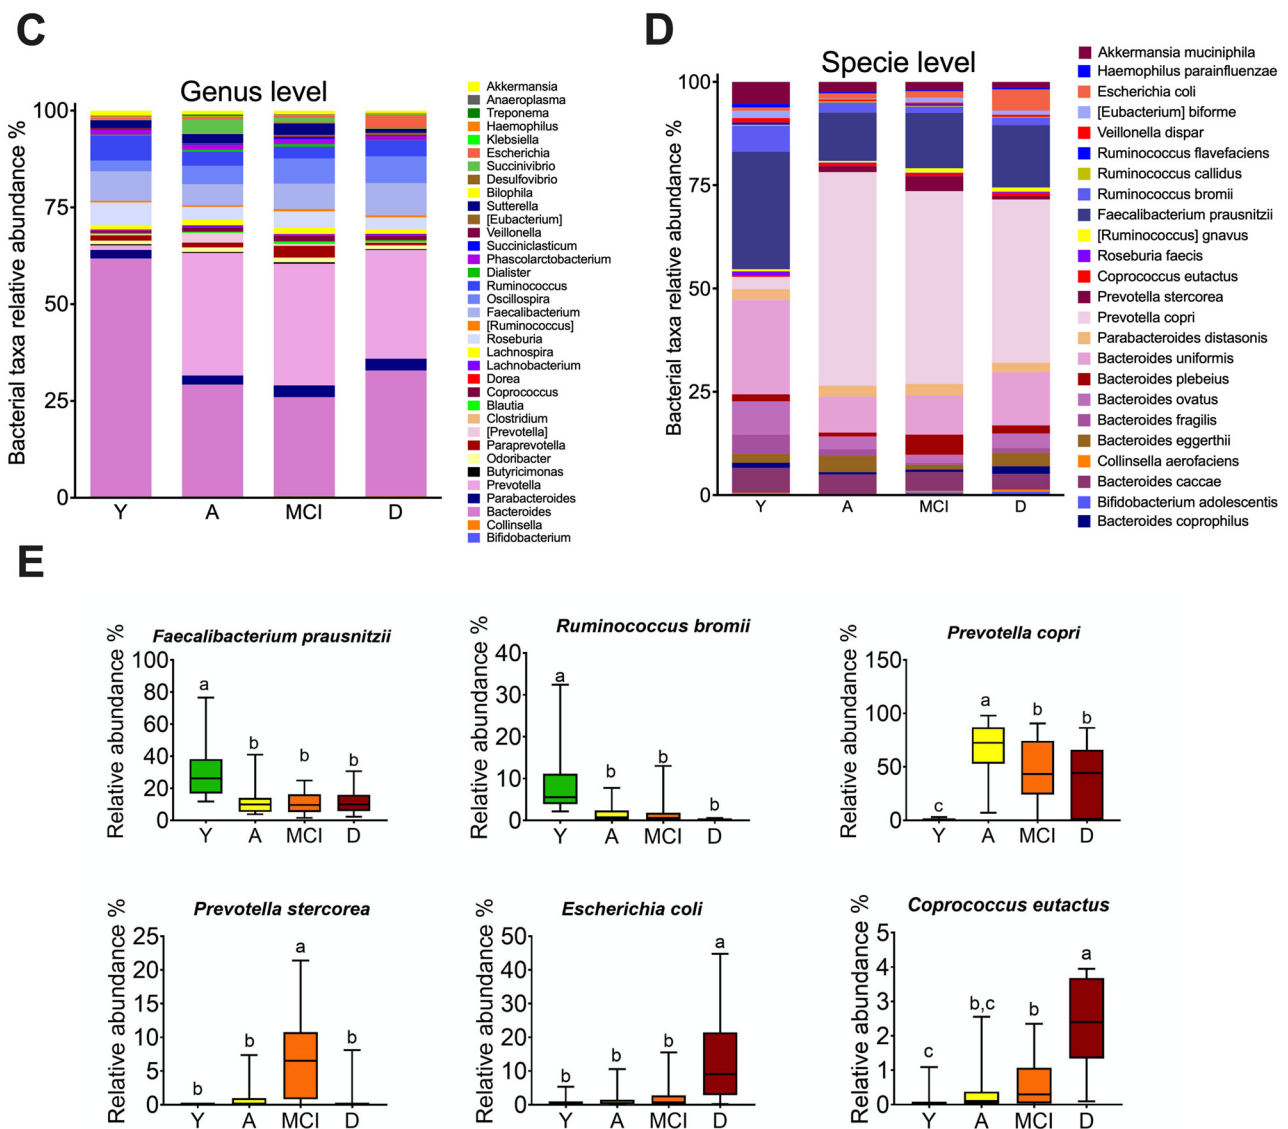 C
Genus level
Bacterial taxa relative abundance %
100
75
50
25
0
Y A MCI D
Akkermansia
Anaeroplasma
Treponema
Haemophilus
Klebsiella
Escherichia
Succinivibrio
Desulfovibrio
Bilophila
Sutterella
[Eubacterium]
Veillonella
Succiniclasticum
Phascolarctobacterium
Dialister
Ruminococcus
Oscillospira
Faecalibacterium
[Ruminococcus]
Roseburia
Lachnospira
Lachnobacterium
Dorea
Coprococcus
Blautia
Clostridium
[Prevotella]
Paraprevotella
Odoribacter
Butyricimonas
Prevotella
Parabacteroides
Bacteroides
Collinsella
Bifidobacterium
D
Specie level
Bacterial taxa relative abundance %
100
75
50
25
0
Y A MCI D
Akkermansia muciniphila
Haemophilus parainfluenzae
Escherichia coli
[Eubacterium] biforme
Veillonella dispar
Ruminococcus flavefaciens
Ruminococcus callidus
Ruminococcus bromii
Faecalibacterium prausnitzii
[Ruminococcus] gnavus
Roseburia faecis
Coprococcus eutactus
Prevotella stercorea
Prevotella copri
Parabacteroides distasonis
Bacteroides uniformis
Bacteroides plebeius
Bacteroides ovatus
Bacteroides fragilis
Bacteroides eggerthii
Collinsella aerofaciens
Bacteroides caccae
Bifidobacterium adolescentis
Bacteroides coprophilus
E
Faecalibacterium prausnitzii
Relative abundance %
100
80
60
40
20
0
a b b b
Y A MCI D
Ruminococcus bromii
Relative abundance %
40
30
20
10
0
a b b b
Y A MCI D
Prevotella copri
Relative abundance %
150
100
50
0
c a b b
Y A MCI D
Prevotella stercorea
Relative abundance %
25
20
15
10
5
0
b b a b
Y A MCI D
Escherichia coli
Relative abundance %
50
40
30
20
10
0
b b b a
Y A MCI D
Coprococcus eutactus
Relative abundance %
5
4
3
2
1
0
c b,c b a
Y A MCI D